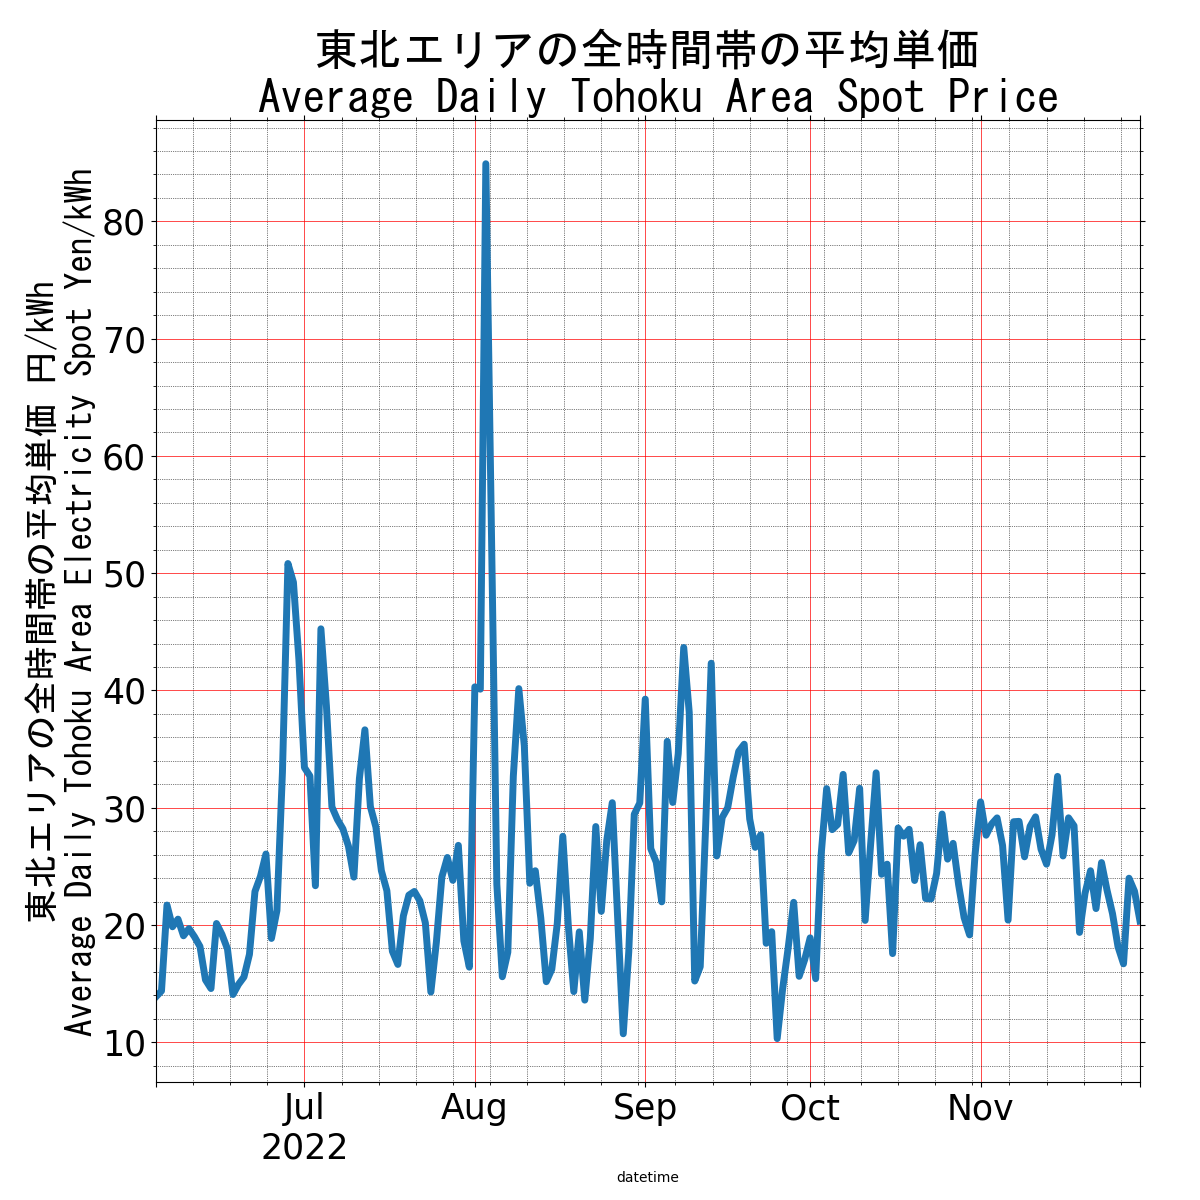 東北エリアの全時間帯の平均単価
Average Daily Tohoku Area Spot Price
東北エリアの全時間帯の平均単価 円/kWh
Average Daily Tohoku Area Electricity Spot Yen/kWh
80
70
60
50
40
30
20
10
Jul
2022
Aug
Sep
Oct
Nov
datetime